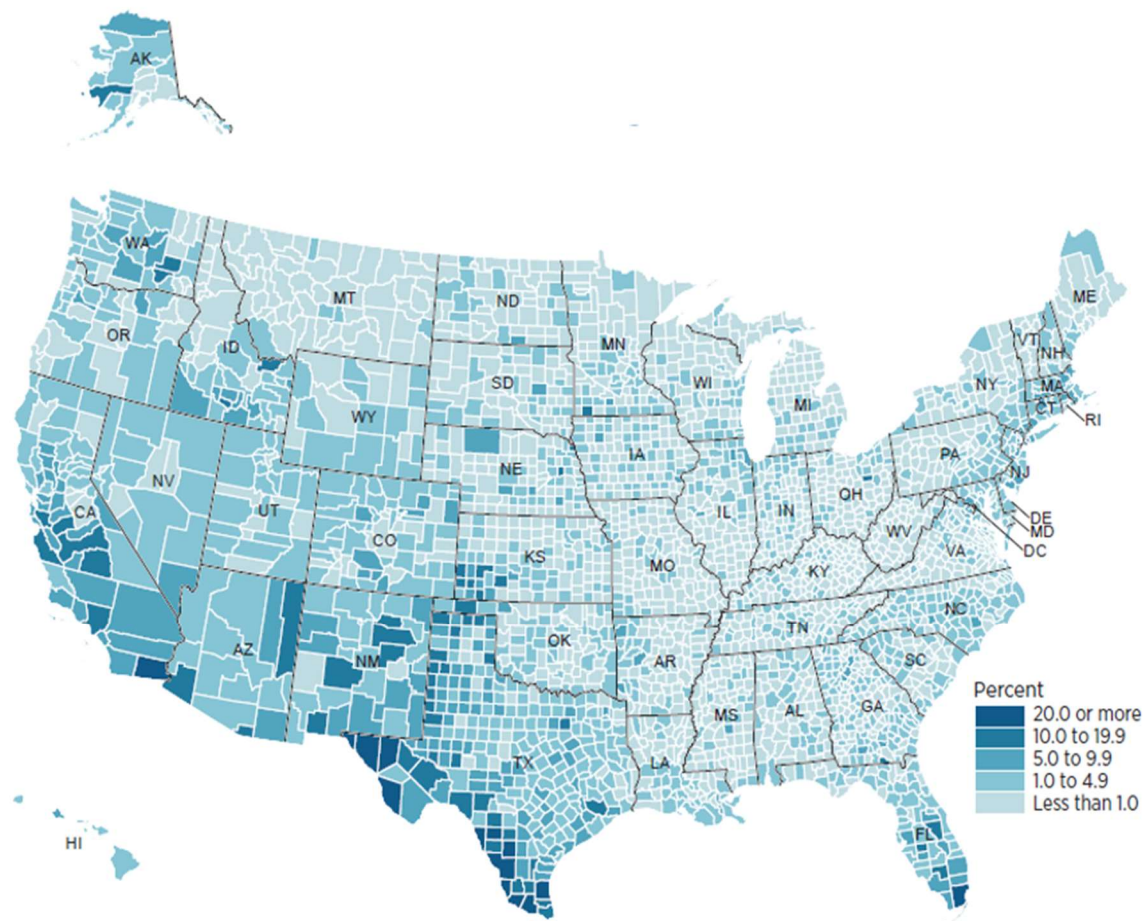 AK
WA
MT
ND
MN
ME
OR
ID
SD
WI
MI
VT
NH
NY
MA
CT
RI
WY
NE
IA
PA
NJ
NV
UT
CO
IL
IN
OH
DE
MD
DC
CA
KS
MO
WV
VA
KY
AZ
NM
OK
AR
TN
NC
SC
TX
LA
MS
AL
GA
FL
HI
Percent
20.0 or more
10.0 to 19.9
5.0 to 9.9
1.0 to 4.9
Less than 1.0